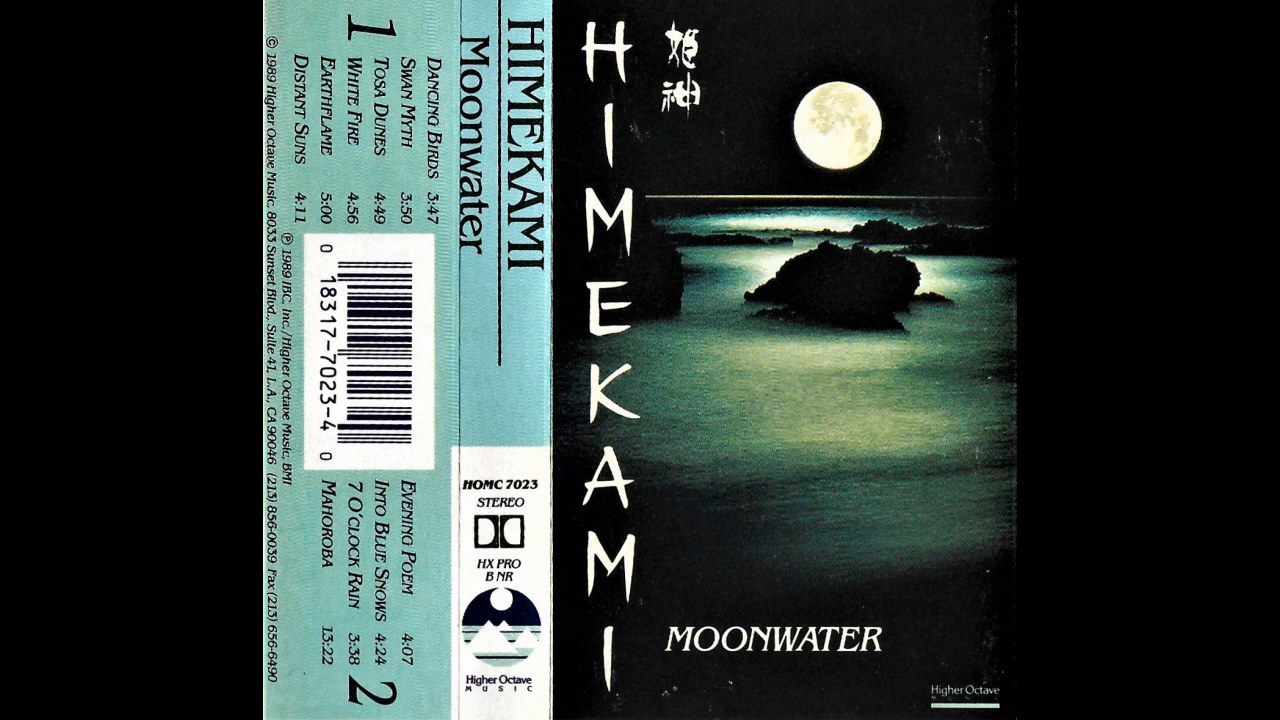 1
DANCING BIRDS 3:47
SWAN MYTH 3:50
TOSA DUNES 4:49
WHITE FIRE 4:56
EARTHFLAME 5:00
DISTANT SUNS 4:11
0 18317-7023-4 0
EVENING POEM 4:07
INTO BLUE SNOWS 4:24
7 O'CLOCK RAIN 3:38
MAHOROBA 13:22
2
℗ 1989 IBC, Inc./Higher Octave Music, BMI
© 1989 Higher Octave Music, 8033 Sunset Blvd., Suite 41, L.A., CA 90046 (213) 856-0039 Fax (213) 656-6490
HIMEKAMI
Moonwater
HOMC 7023
STEREO
HX PRO
B NR
Higher Octave
MUSIC
HIMEKAMI
姫神
MOONWATER
Higher Octave